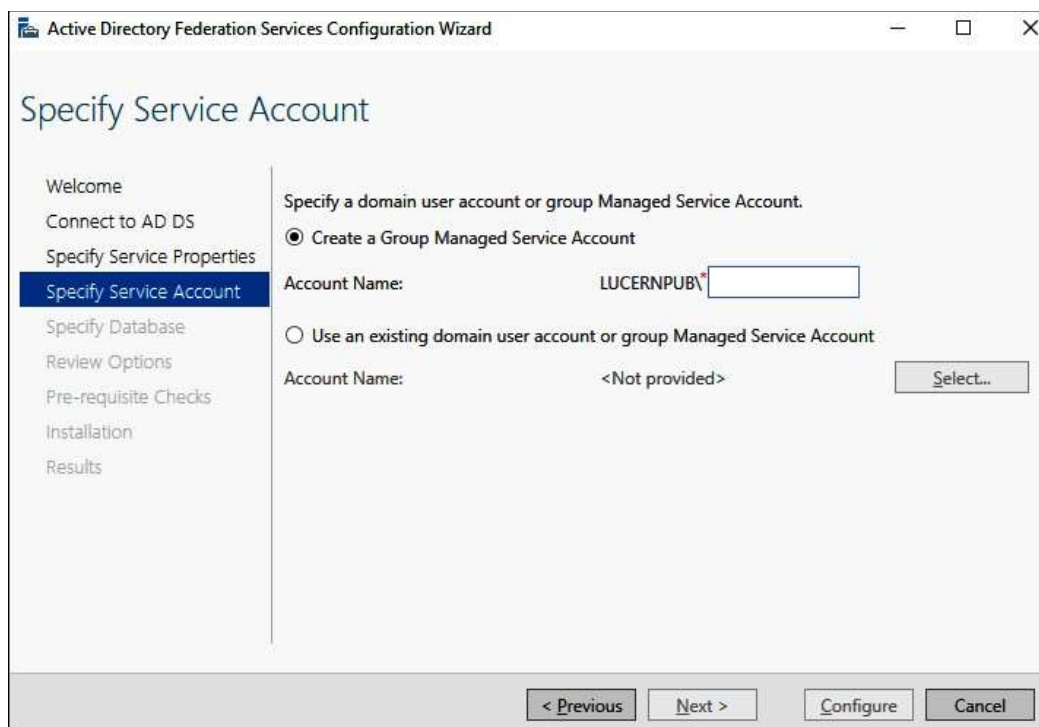 Active Directory Federation Services Configuration Wizard
Specify Service Account
Welcome
Connect to AD DS
Specify Service Properties
Specify Service Account
Specify Database
Review Options
Pre-requisite Checks
Installation
Results
Specify a domain user account or group Managed Service Account.
Create a Group Managed Service Account
Account Name: LUCERNPUB\*
Use an existing domain user account or group Managed Service Account
Account Name: <Not provided> Select...
< Previous Next > Configure Cancel